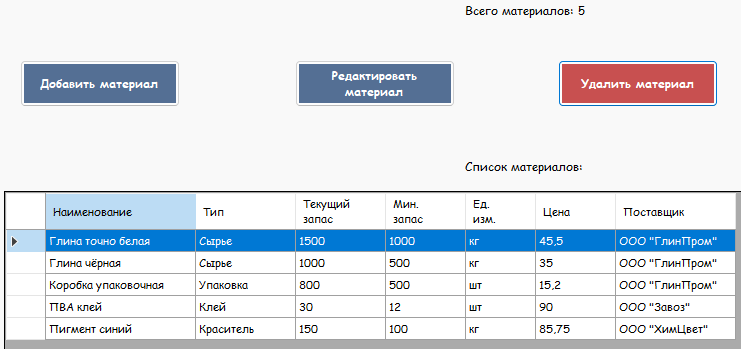 Всего материалов: 5
Добавить материал
Редактировать
материал
Удалить материал
Список материалов:
Наименование Тип Текущий запас Мин. запас Ед. изм. Цена Поставщик
Глина точно белая Сырье 1500 1000 кг 45,5 ООО "ГлинПром"
Глина чёрная Сырье 1000 500 кг 35 ООО "ГлинПром"
Коробка упаковочная Упаковка 800 500 шт 15,2 ООО "ГлинПром"
ПВА клей Клей 30 12 шт 90 ООО "Завоз"
Пигмент синий Краситель 150 100 кг 85,75 ООО "ХимЦвет"